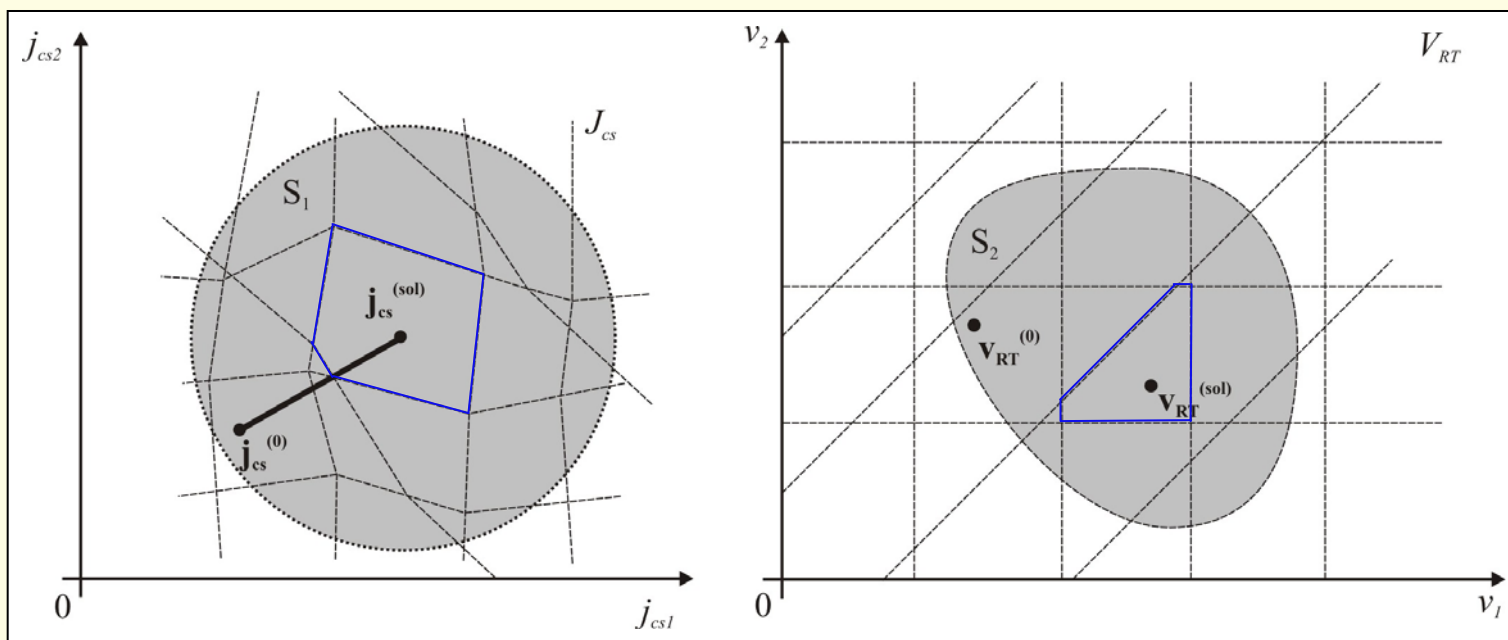 j_cs2
J_cs
S_1
j_cs^(sol)
j_cs^(0)
0
j_cs1
v_2
V_RT
S_2
v_RT^(0)
v_RT^(sol)
0
v_1